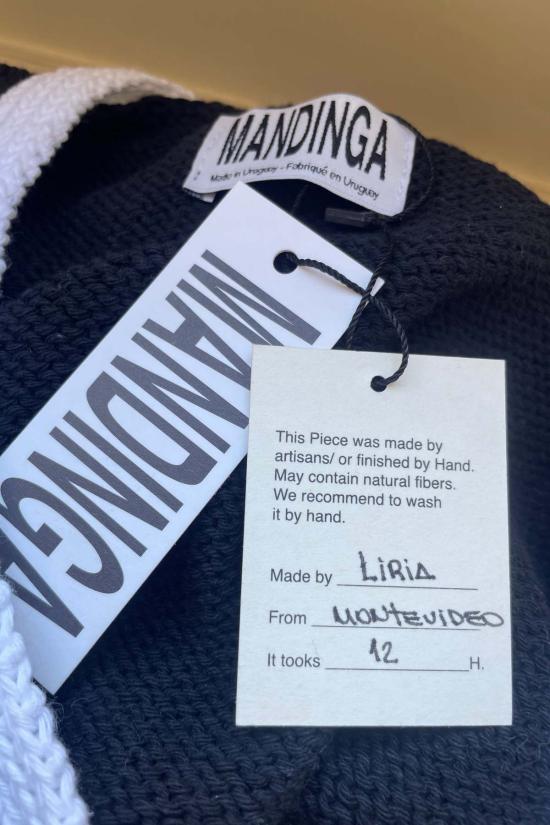 MANDINGA
Made in Uruguay - Fabriqué en Uruguay
MANDINGA
This Piece was made by
artisans/ or finished by Hand.
May contain natural fibers.
We recommend to wash
it by hand.
Made by LiRiA
From MONTEVIDEO
It tooks 12 H.